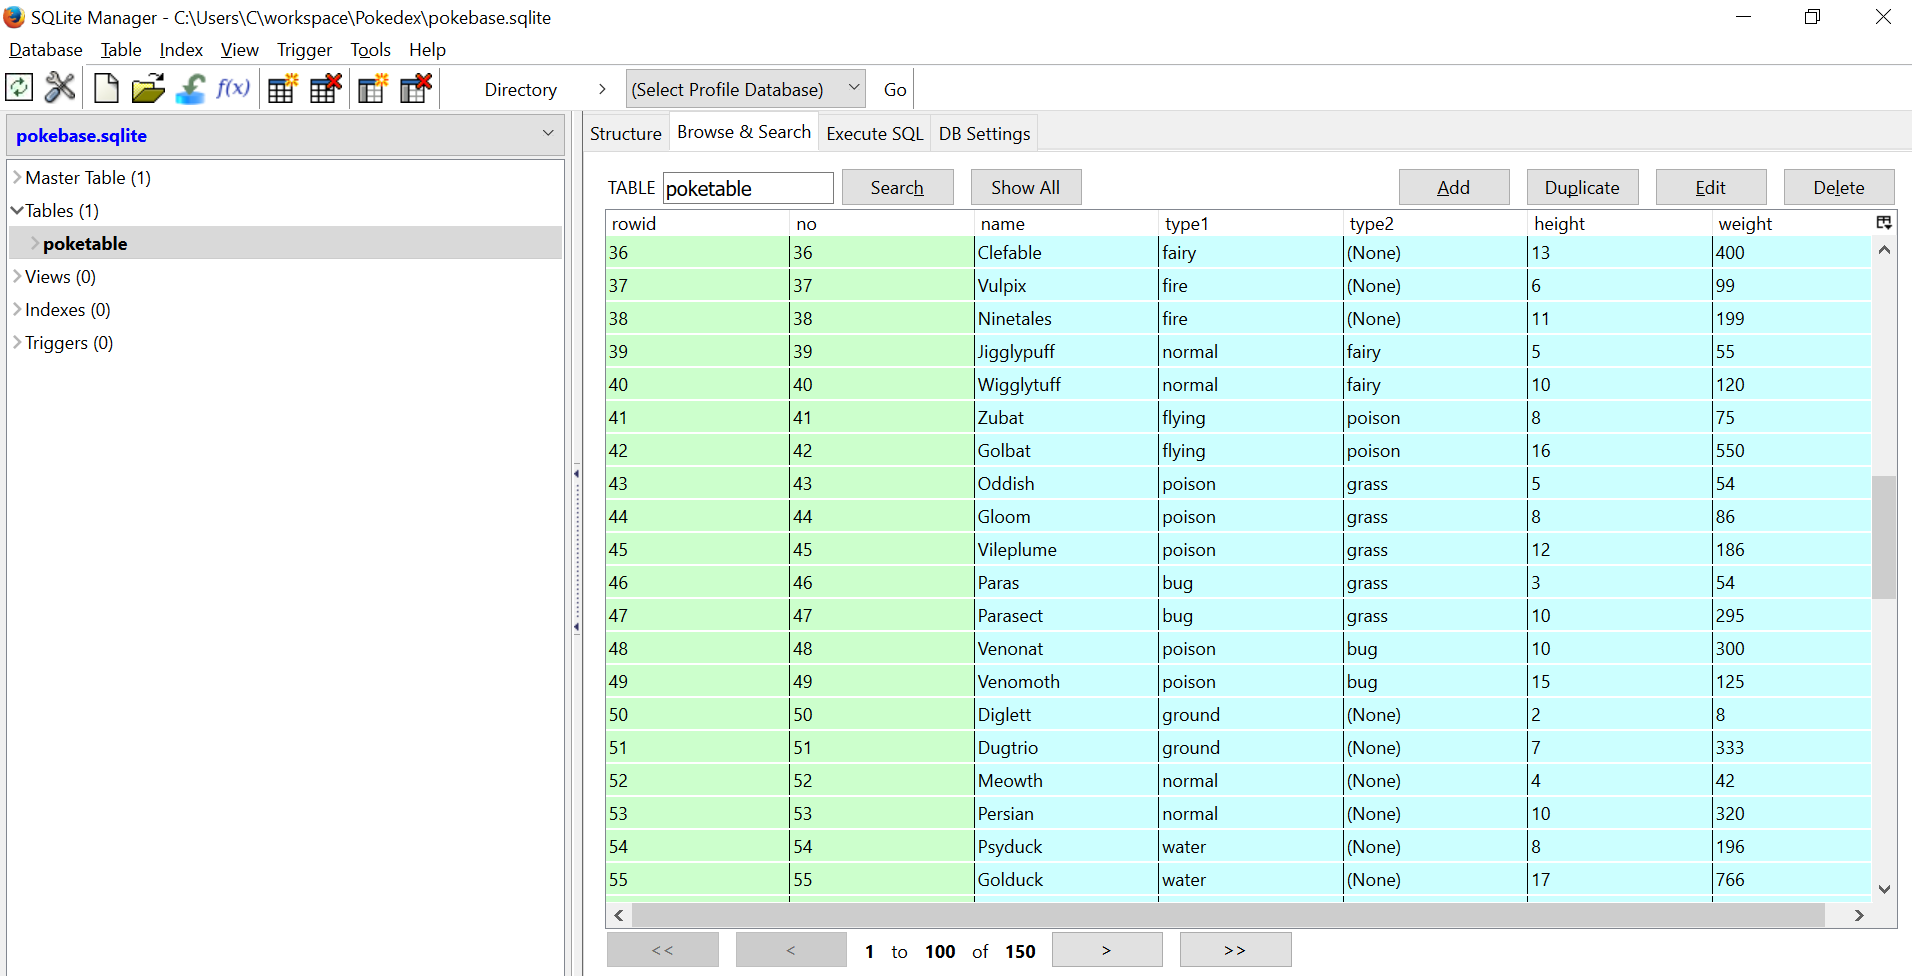 SQLite Manager - C:\Users\C\workspace\Pokedex\pokebase.sqlite
Database Table Index View Trigger Tools Help
f(x) Directory > (Select Profile Database) Go
pokebase.sqlite
Master Table (1)
Tables (1)
poketable
Views (0)
Indexes (0)
Triggers (0)
Structure Browse & Search Execute SQL DB Settings
TABLE poketable Search Show All Add Duplicate Edit Delete
rowid no name type1 type2 height weight
36 36 Clefable fairy (None) 13 400
37 37 Vulpix fire (None) 6 99
38 38 Ninetales fire (None) 11 199
39 39 Jigglypuff normal fairy 5 55
40 40 Wigglytuff normal fairy 10 120
41 41 Zubat flying poison 8 75
42 42 Golbat flying poison 16 550
43 43 Oddish poison grass 5 54
44 44 Gloom poison grass 8 86
45 45 Vileplume poison grass 12 186
46 46 Paras bug grass 3 54
47 47 Parasect bug grass 10 295
48 48 Venonat poison bug 10 300
49 49 Venomoth poison bug 15 125
50 50 Diglett ground (None) 2 8
51 51 Dugtrio ground (None) 7 333
52 52 Meowth normal (None) 4 42
53 53 Persian normal (None) 10 320
54 54 Psyduck water (None) 8 196
55 55 Golduck water (None) 17 766
<< < 1 to 100 of 150 > >>